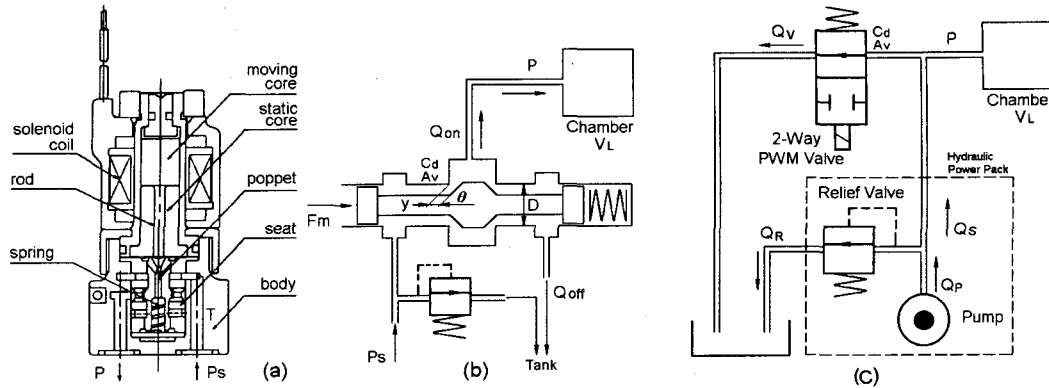 moving
core
static
core
solenoid
coil
rod
poppet
seat
spring
body
T
P
Ps
(a)
P
Chamber
VL
Qon
Cd
Av
y
θ
D
Fm
Qoff
Ps
Tank
(b)
Qv
Cd
Av
P
Chamber
VL
2-Way
PWM Valve
Hydraulic
Power Pack
Relief Valve
QR
Qs
QP
Pump
(C)